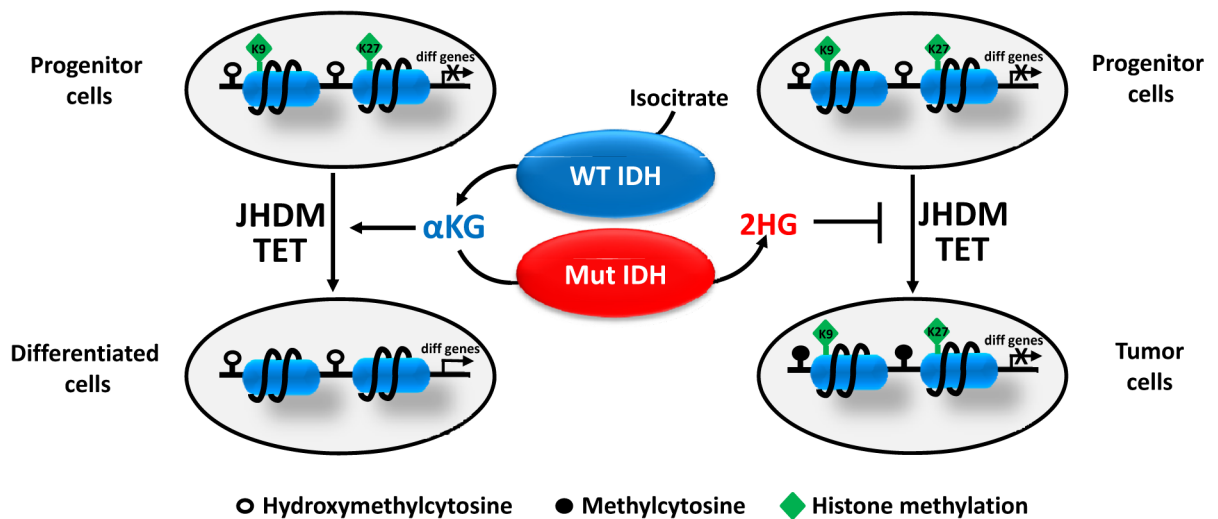 K9
K27
diff genes
Progenitor
cells
K9
K27
diff genes
Progenitor
cells
Isocitrate
WT IDH
JHDM
TET
αKG
2HG
JHDM
TET
Mut IDH
Differentiated
cells
diff genes
K9
K27
diff genes
Tumor
cells
Hydroxymethylcytosine
Methylcytosine
Histone methylation